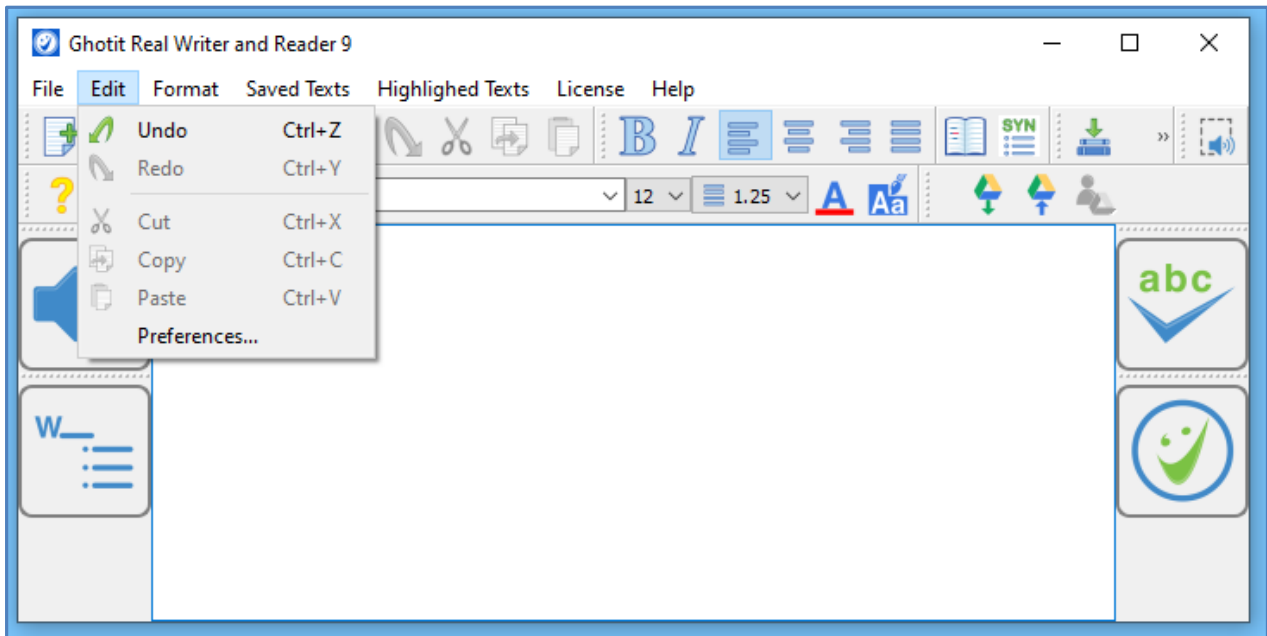 Ghotit Real Writer and Reader 9
File Edit Format Saved Texts Highlighed Texts License Help
Undo Ctrl+Z
B I SYN »
Redo Ctrl+Y
? 12 1.25 A Aa
Cut Ctrl+X
Copy Ctrl+C
Paste Ctrl+V
Preferences...
abc
W